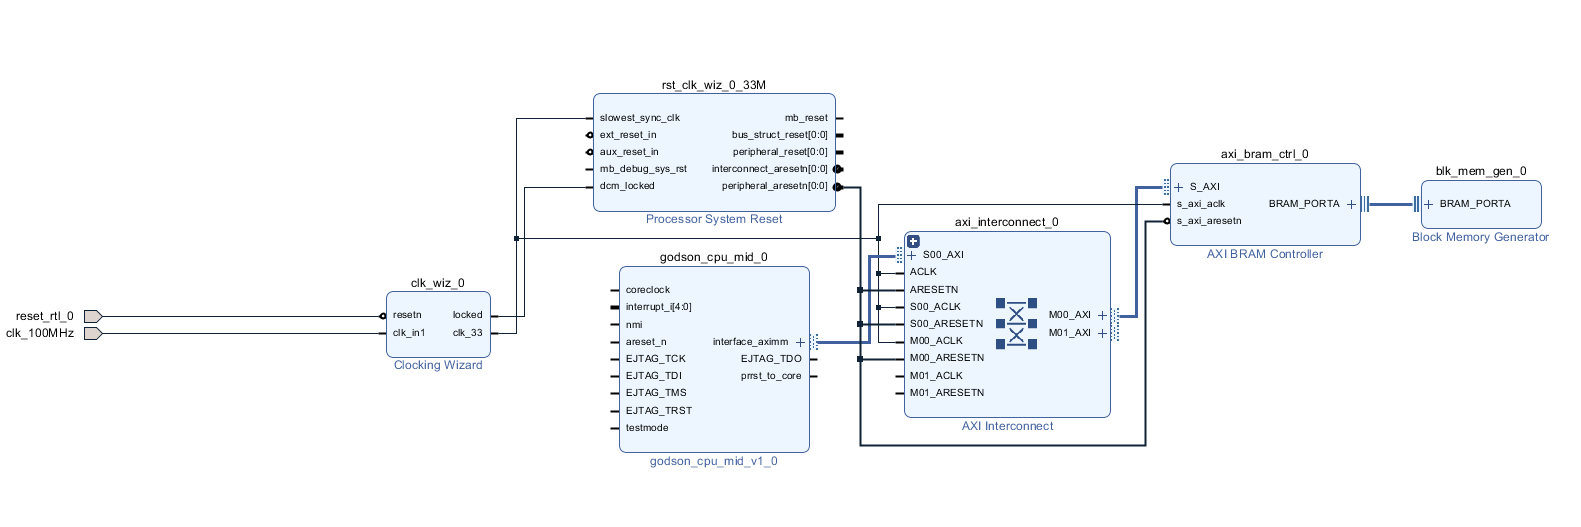 rst_clk_wiz_0_33M
slowest_sync_clk
mb_reset
ext_reset_in
bus_struct_reset[0:0]
aux_reset_in
peripheral_reset[0:0]
mb_debug_sys_rst
interconnect_aresetn[0:0]
dcm_locked
peripheral_aresetn[0:0]
Processor System Reset
axi_bram_ctrl_0
S_AXI
s_axi_aclk
BRAM_PORTA
s_axi_aresetn
AXI BRAM Controller
blk_mem_gen_0
BRAM_PORTA
Block Memory Generator
axi_interconnect_0
S00_AXI
ACLK
ARESETN
S00_ACLK
M00_AXI
S00_ARESETN
M01_AXI
M00_ACLK
M00_ARESETN
M01_ACLK
M01_ARESETN
AXI Interconnect
godson_cpu_mid_0
coreclock
interrupt_i[4:0]
nmi
areset_n
interface_aximm
EJTAG_TCK
EJTAG_TDO
EJTAG_TDI
prrst_to_core
EJTAG_TMS
EJTAG_TRST
testmode
godson_cpu_mid_v1_0
clk_wiz_0
resetn
locked
clk_in1
clk_33
Clocking Wizard
reset_rtl_0
clk_100MHz